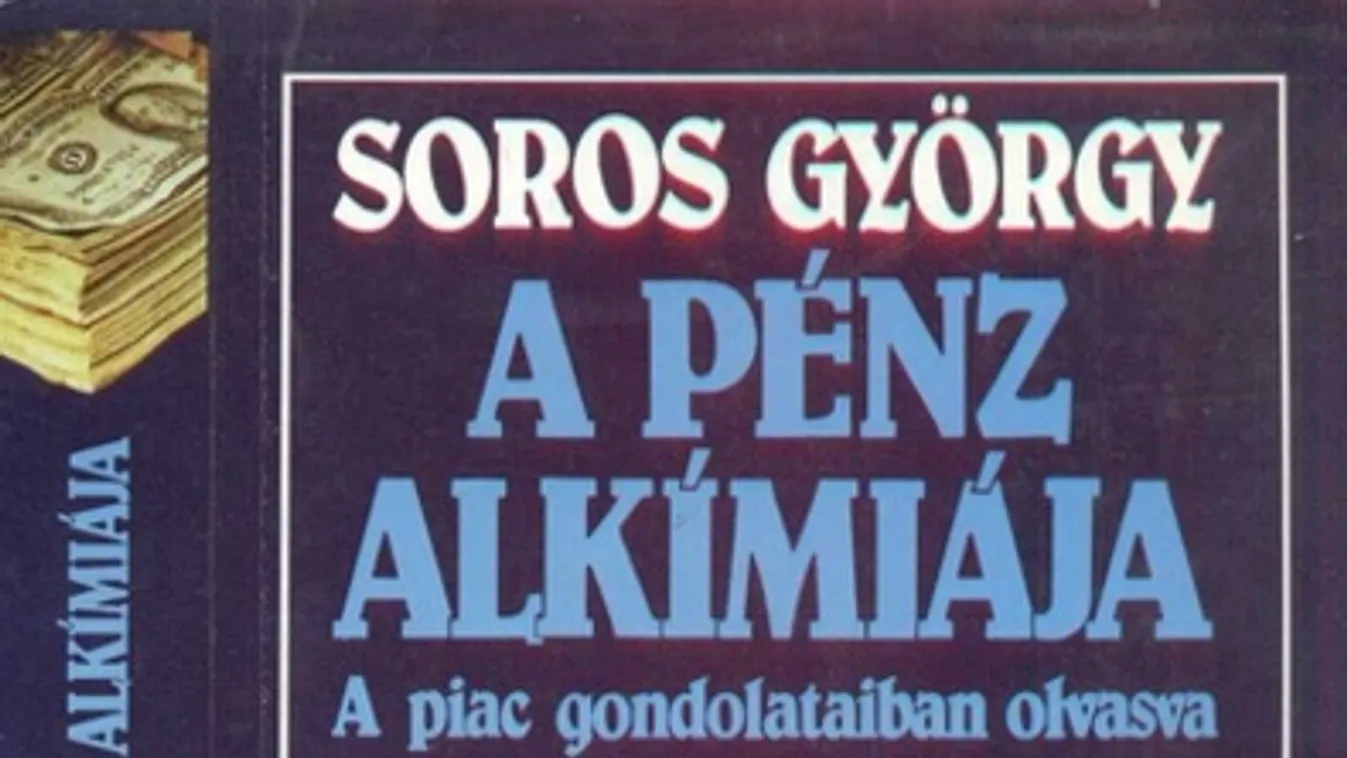 SOROS GYÖRGY
A PÉNZ
ALKÍMIÁJA
A piac gondolataiban olvasva
ALKÍMIÁJA